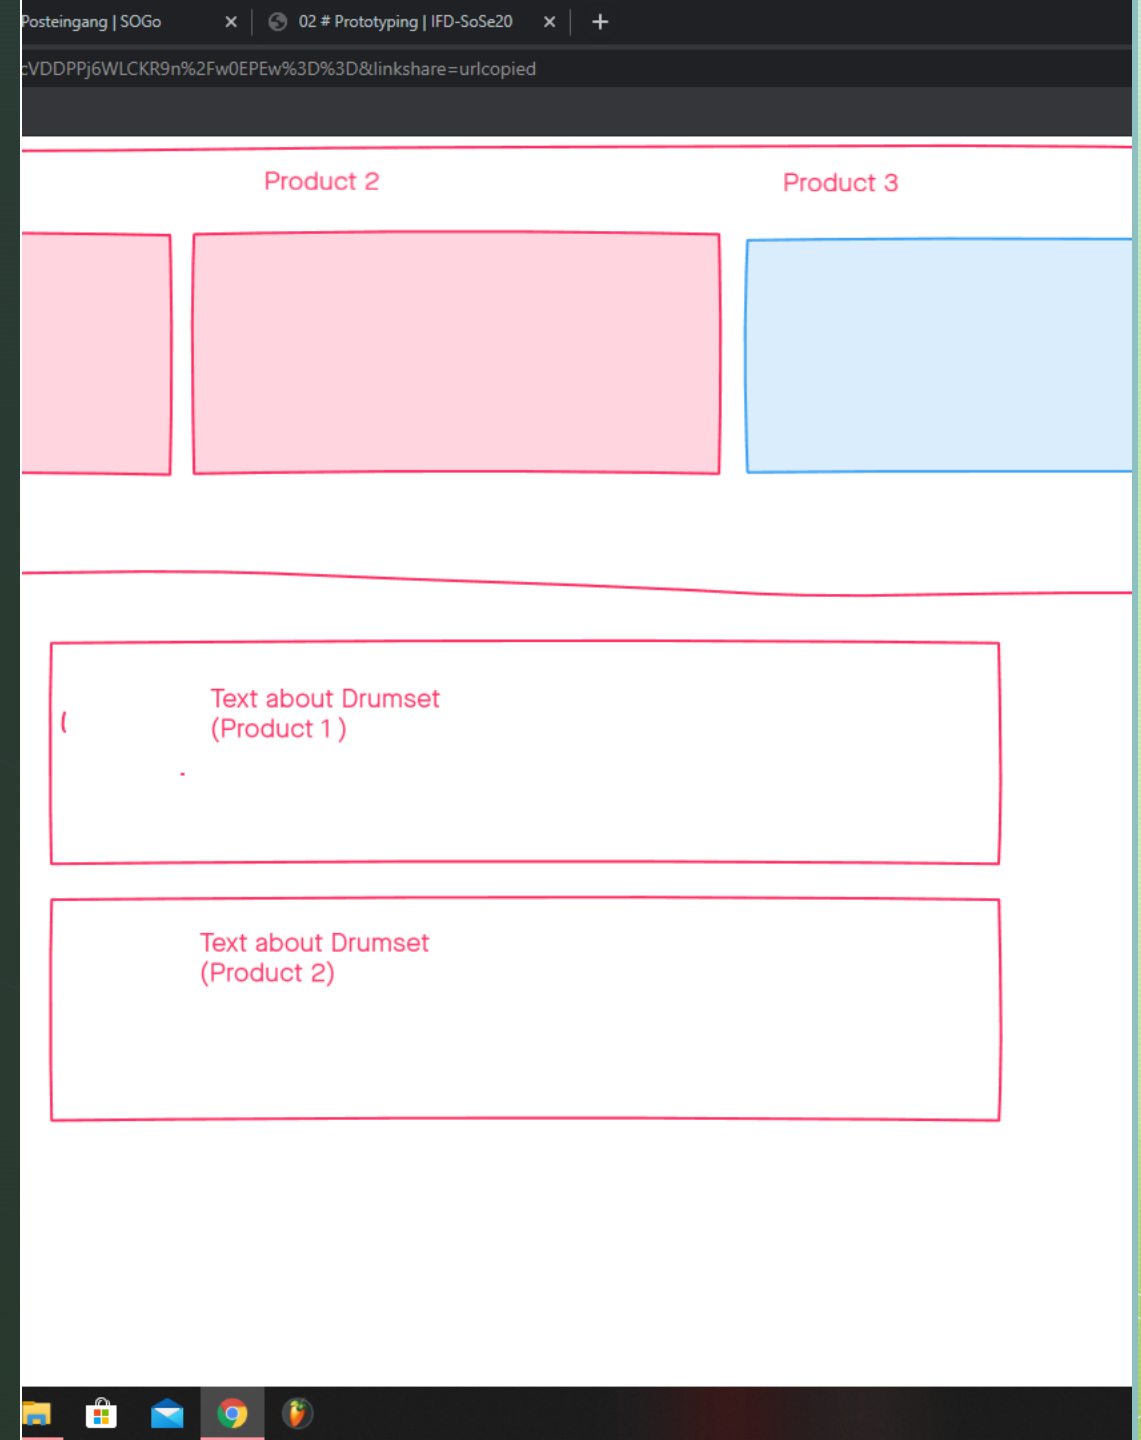 Posteingang | SOGo
02 # Prototyping | IFD-SoSe20
cVDDPPj6WLCKR9n%2Fw0EPEw%3D%3D&linkshare=urlcopied
Product 2
Product 3
Text about Drumset
(Product 1 )
(
Text about Drumset
(Product 2)